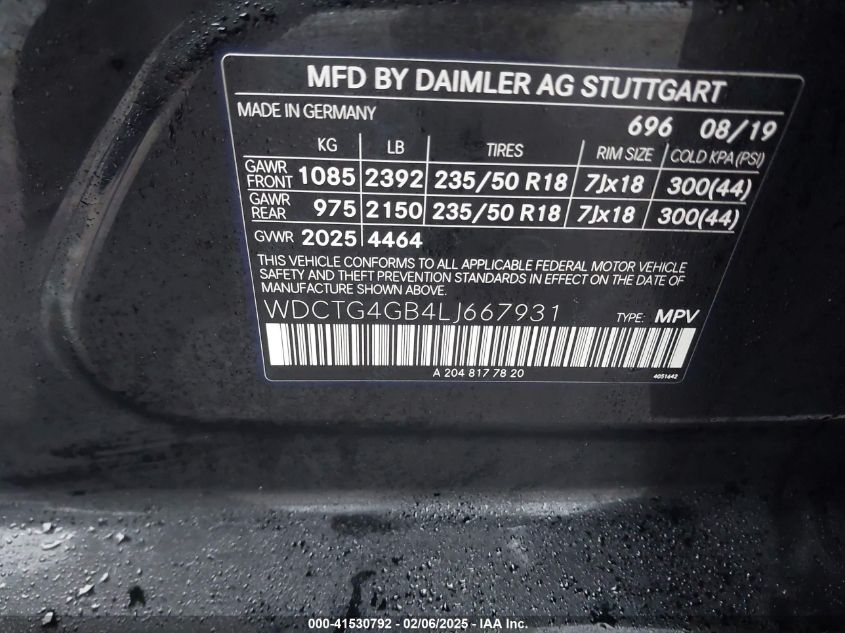 MFD BY DAIMLER AG STUTTGART
MADE IN GERMANY
696 08/19
KG LB TIRES RIM SIZE COLD KPA (PSI)
GAWR FRONT 1085 2392 235/50 R18 7Jx18 300(44)
GAWR REAR 975 2150 235/50 R18 7Jx18 300(44)
GVWR 2025 4464
THIS VEHICLE CONFORMS TO ALL APPLICABLE FEDERAL MOTOR VEHICLE
SAFETY AND THEFT PREVENTION STANDARDS IN EFFECT ON THE DATE OF
MANUFACTURE SHOWN ABOVE.
WDCTG4GB4LJ667931 TYPE: MPV
A 204 817 78 20 4051642
000-41530792 - 02/06/2025 - IAA Inc.